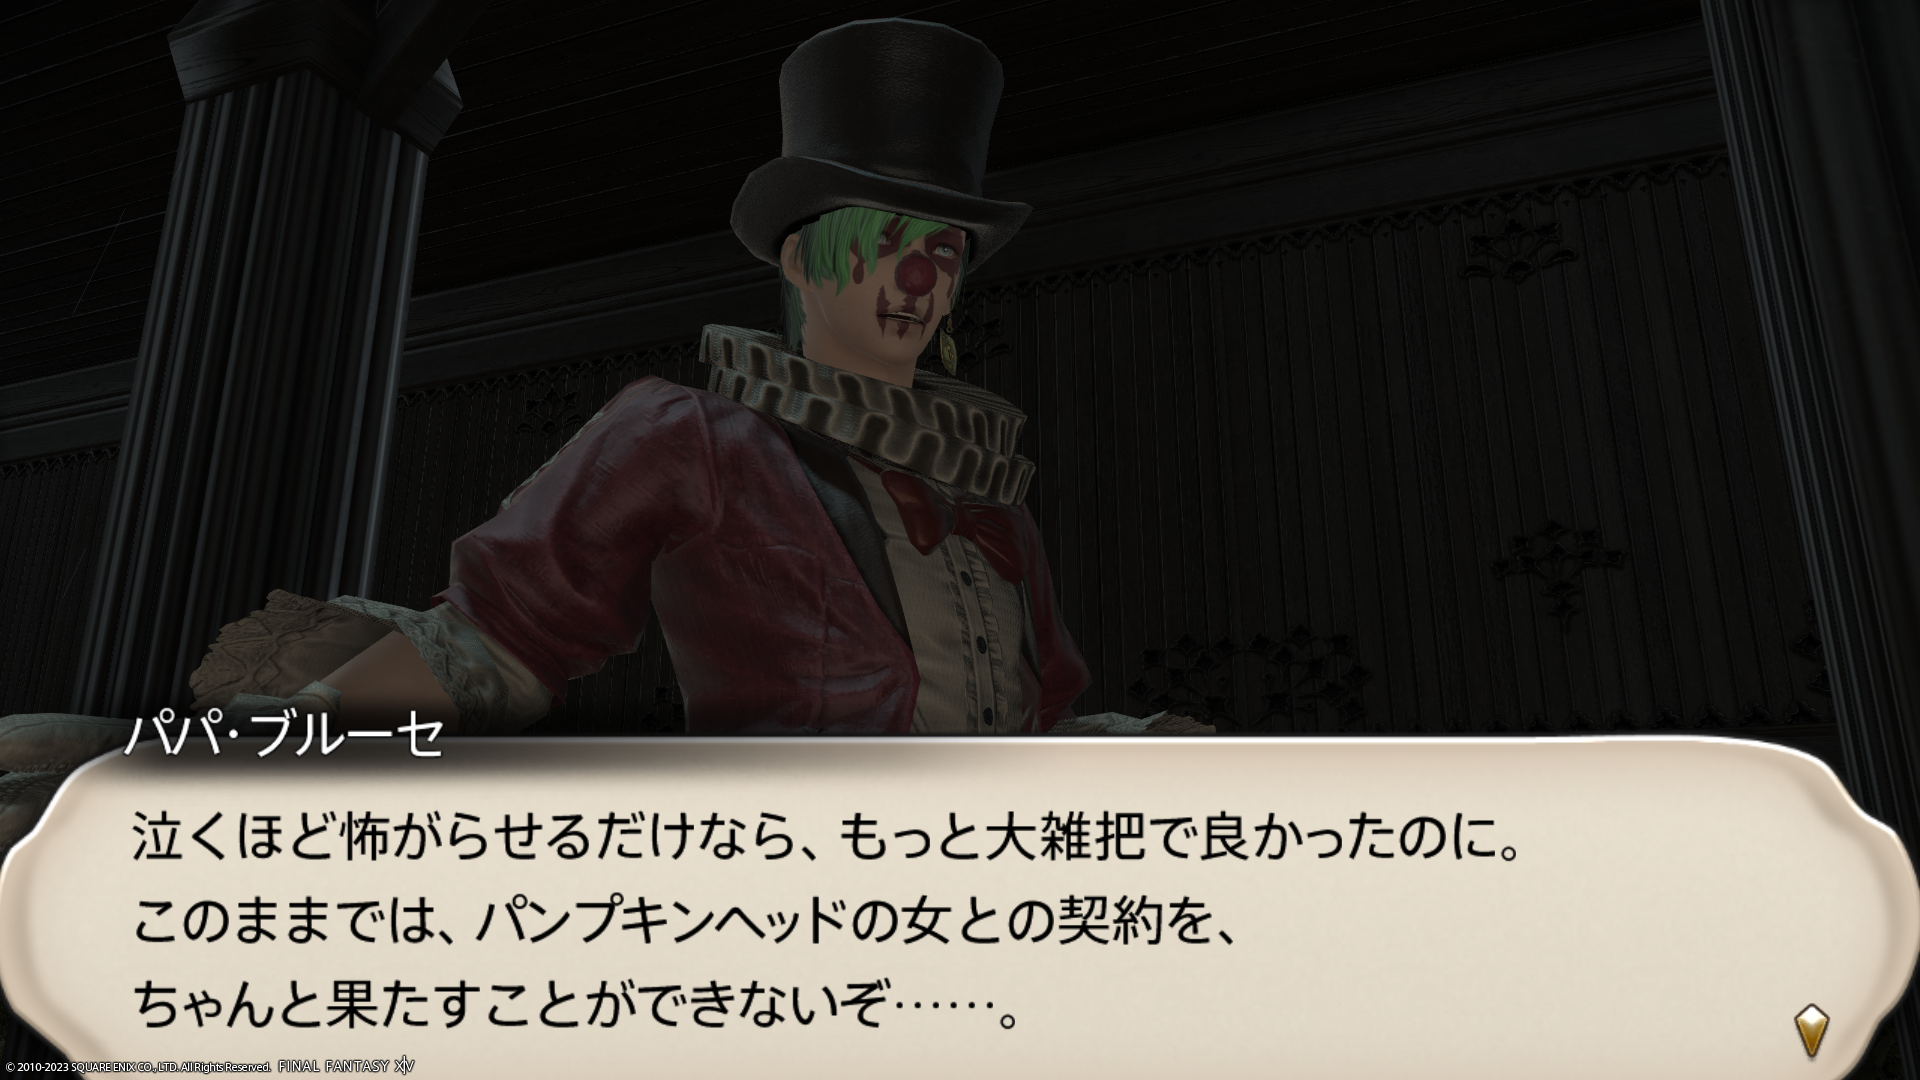 パパ・ブルーセ
泣くほど怖がらせるだけなら、もっと大雑把で良かったのに。
このままでは、パンプキンヘッドの女との契約を、
ちゃんと果たすことができないぞ……。
© 2010-2023 SQUARE ENIX CO., LTD. All Rights Reserved. FINAL FANTASY XIV